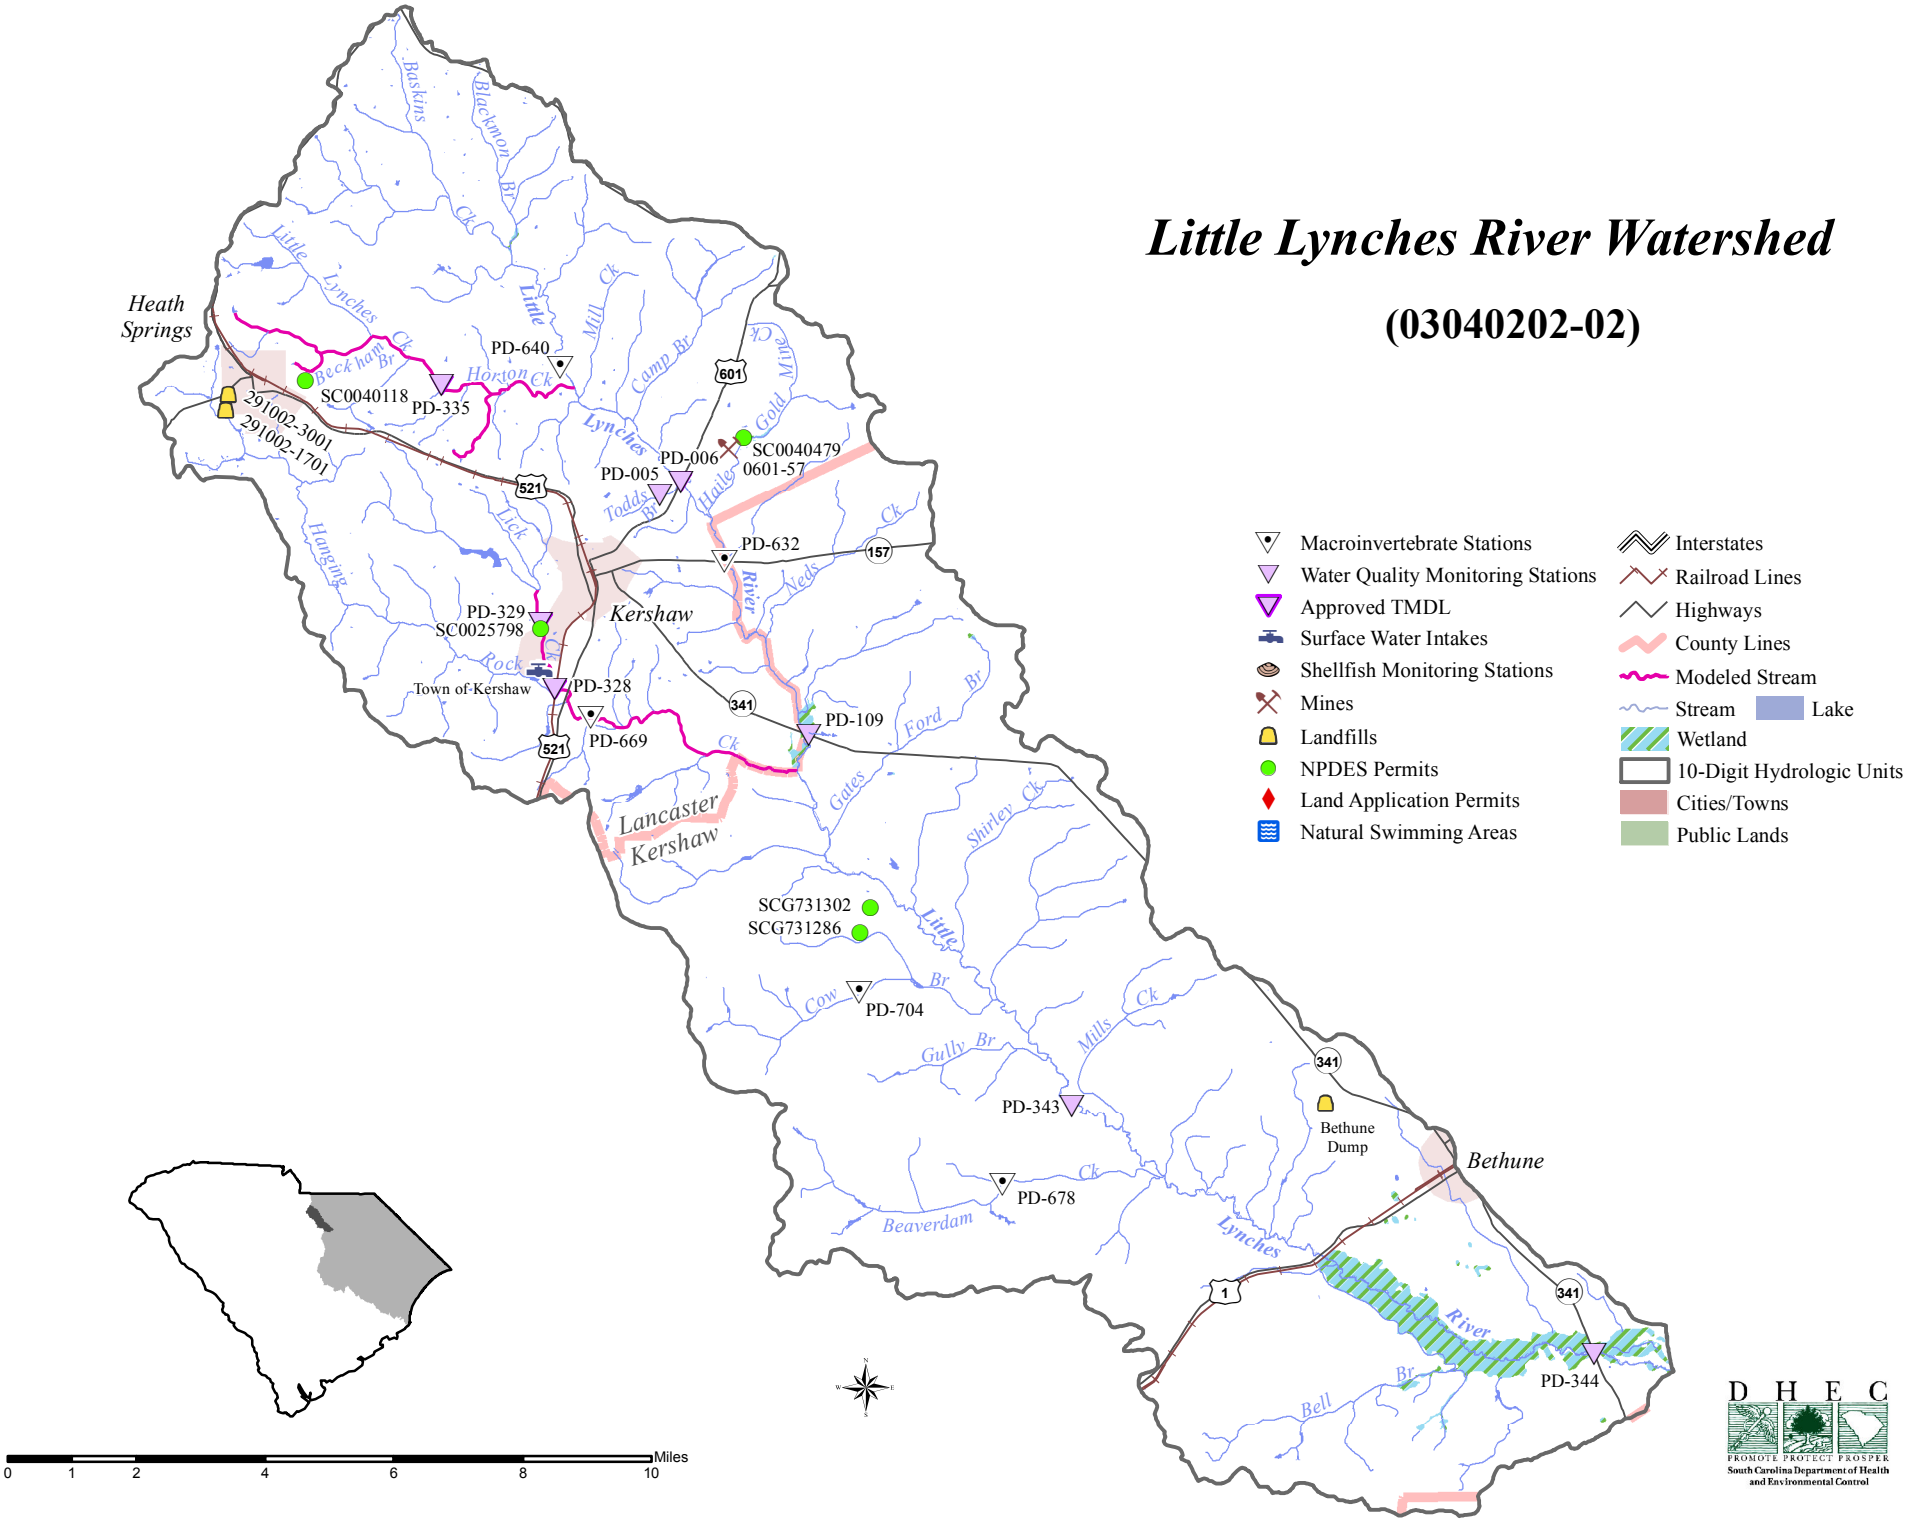 Little Lynches River Watershed
(03040202-02)
Baskins
Ck
Blackmon
Br
Little
Lynches
Ck
Heath
Springs
Little
Mill
Ck
PD-640
Beckham
Br
Horton
Ck
SC0040118
PD-335
Camp
Br
601
Mine
Ck
Gold
Haile
291002-3001
291002-1701
Lynches
SC0040479
0601-57
PD-006
PD-005
521
Todds
Br
Ck
Lick
Hanging
PD-632
157
Neds
River
PD-329
SC0025798
Kershaw
Ck
Rock
Town of Kershaw
PD-328
341
PD-109
Ford
Br
PD-669
521
Ck
Gates
Lancaster
Kershaw
Shirley
Ck
SCG731302
SCG731286
Little
Cow
Br
PD-704
Mills
Ck
Gully
Br
341
PD-343
Bethune
Dump
Bethune
PD-678
Ck
Beaverdam
Lynches
1
341
River
PD-344
Bell
Br
Macroinvertebrate Stations
Water Quality Monitoring Stations
Approved TMDL
Surface Water Intakes
Shellfish Monitoring Stations
Mines
Landfills
NPDES Permits
Land Application Permits
Natural Swimming Areas
Interstates
Railroad Lines
Highways
County Lines
Modeled Stream
Stream
Lake
Wetland
10-Digit Hydrologic Units
Cities/Towns
Public Lands
N
W
E
S
0 1 2 4 6 8 10
Miles
DHEC
PROMOTE PROTECT PROSPER
South Carolina Department of Health
and Environmental Control